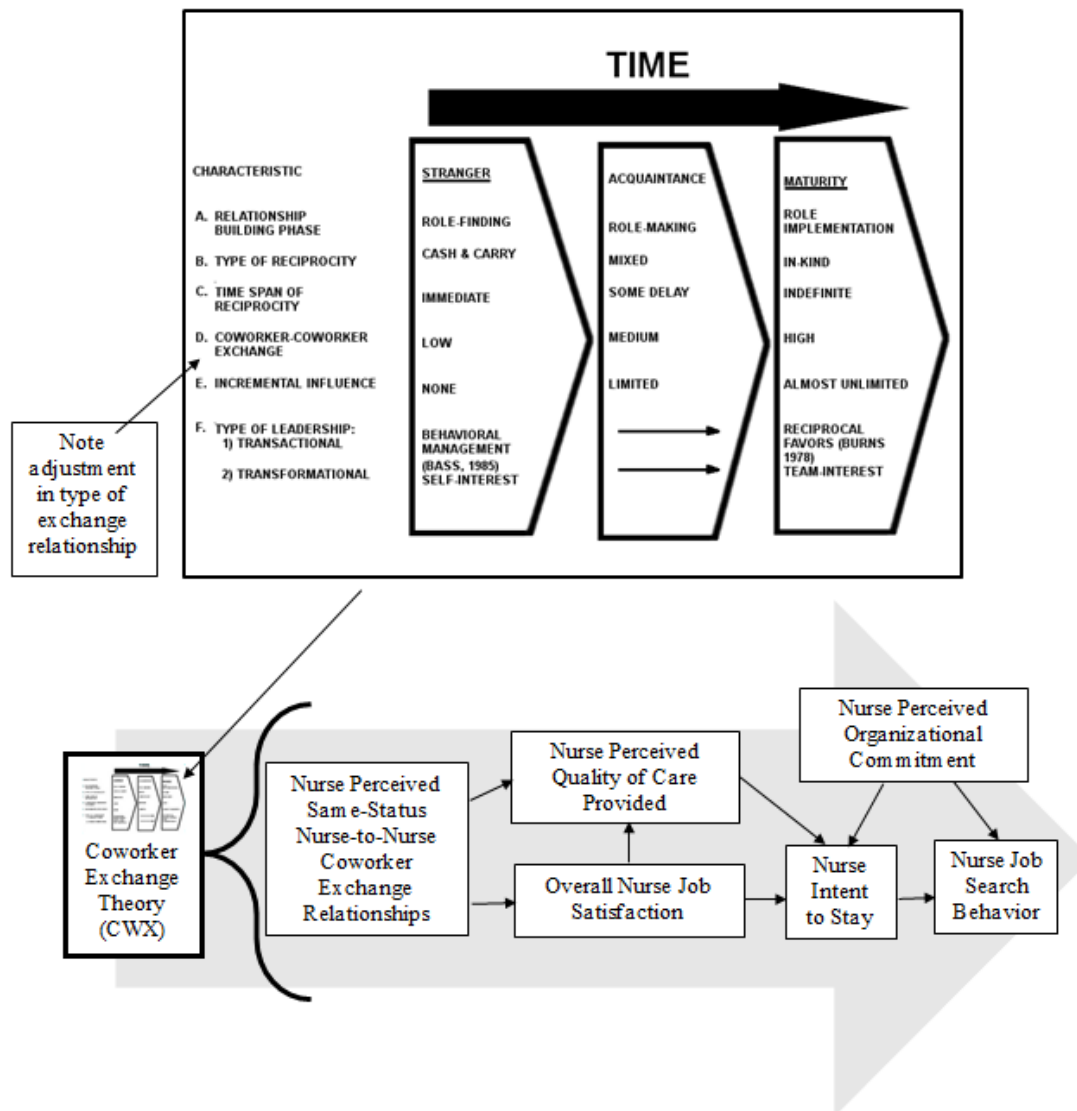 TIME
CHARACTERISTIC
STRANGER
ACQUAINTANCE
MATURITY
A. RELATIONSHIP
BUILDING PHASE
ROLE-FINDING
ROLE-MAKING
ROLE
IMPLEMENTATION
B. TYPE OF RECIPROCITY
CASH & CARRY
MIXED
IN-KIND
C. TIME SPAN OF
RECIPROCITY
IMMEDIATE
SOME DELAY
INDEFINITE
D. COWORKER-COWORKER
EXCHANGE
LOW
MEDIUM
HIGH
E. INCREMENTAL INFLUENCE
NONE
LIMITED
ALMOST UNLIMITED
F. TYPE OF LEADERSHIP:
1) TRANSACTIONAL
2) TRANSFORMATIONAL
BEHAVIORAL
MANAGEMENT
(BASS, 1985)
SELF-INTEREST
RECIPROCAL
FAVORS (BURNS
1978)
TEAM-INTEREST
Note
adjustment
in type of
exchange
relationship
Coworker
Exchange
Theory
(CWX)
Nurse Perceived
Same-Status
Nurse-to-Nurse
Coworker
Exchange
Relationships
Nurse Perceived
Quality of Care
Provided
Overall Nurse Job
Satisfaction
Nurse Perceived
Organizational
Commitment
Nurse
Intent
to Stay
Nurse Job
Search
Behavior